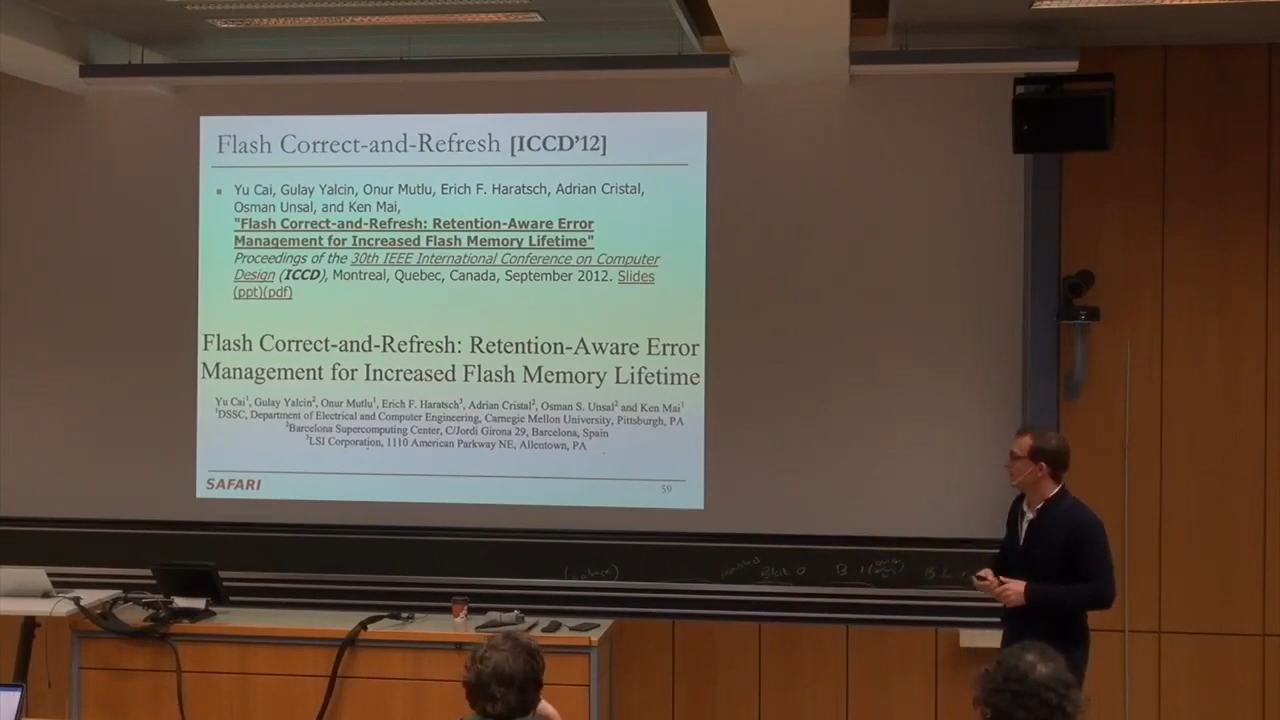 Flash Correct-and-Refresh [ICCD'12]
Yu Cai, Gulay Yalcin, Onur Mutlu, Erich F. Haratsch, Adrian Cristal,
Osman Unsal, and Ken Mai,
"Flash Correct-and-Refresh: Retention-Aware Error
Management for Increased Flash Memory Lifetime"
Proceedings of the 30th IEEE International Conference on Computer
Design (ICCD), Montreal, Quebec, Canada, September 2012. Slides
(ppt)(pdf)
Flash Correct-and-Refresh: Retention-Aware Error
Management for Increased Flash Memory Lifetime
Yu Cai¹, Gulay Yalcin², Onur Mutlu¹, Erich F. Haratsch³, Adrian Cristal², Osman S. Unsal² and Ken Mai¹
¹DSSC, Department of Electrical and Computer Engineering, Carnegie Mellon University, Pittsburgh, PA
²Barcelona Supercomputing Center, C/Jordi Girona 29, Barcelona, Spain
³LSI Corporation, 1110 American Parkway NE, Allentown, PA
SAFARI
59